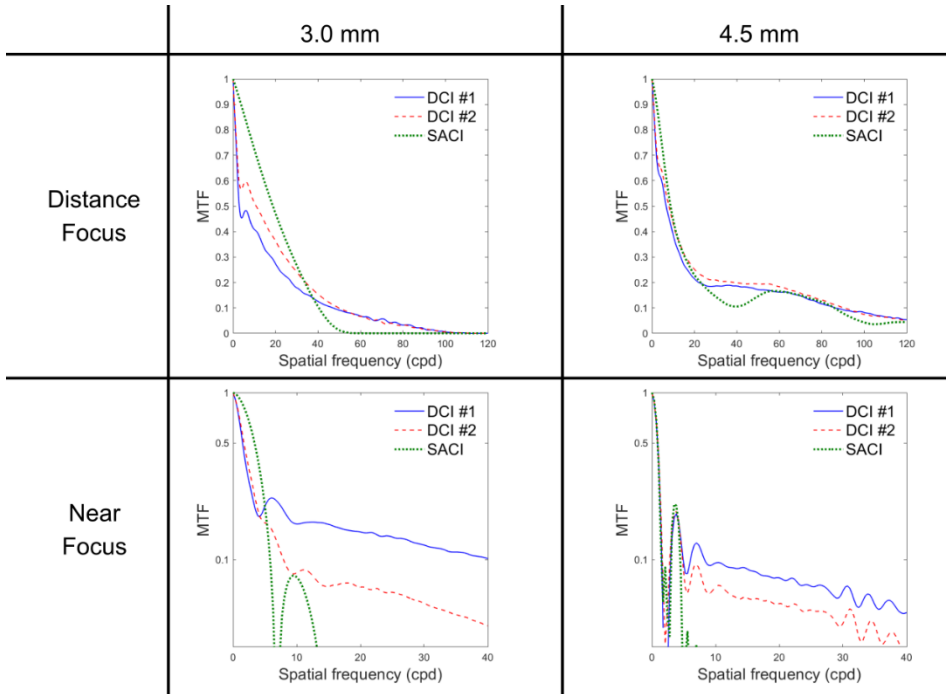 3.0 mm
4.5 mm
Distance
Focus
1
0.9
0.8
0.7
0.6
0.5
0.4
0.3
0.2
0.1
0
MTF
DCI #1
DCI #2
SACI
0 20 40 60 80 100 120
Spatial frequency (cpd)
1
0.9
0.8
0.7
0.6
0.5
0.4
0.3
0.2
0.1
0
MTF
DCI #1
DCI #2
SACI
0 20 40 60 80 100 120
Spatial frequency (cpd)
Near
Focus
1
0.5
0.1
MTF
DCI #1
DCI #2
SACI
0 10 20 30 40
Spatial frequency (cpd)
1
0.5
0.1
MTF
DCI #1
DCI #2
SACI
0 10 20 30 40
Spatial frequency (cpd)